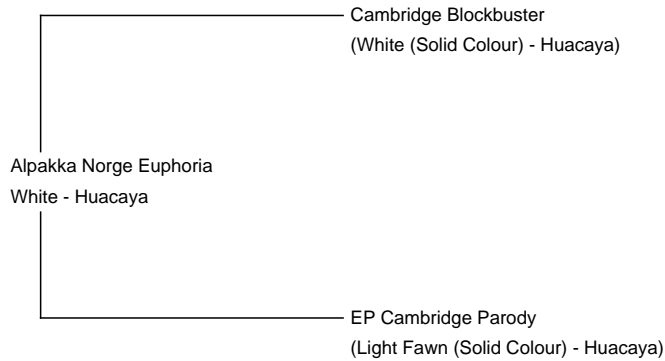 Cambridge Blockbuster
(White (Solid Colour) - Huacaya)
Alpakka Norge Euphoria
White - Huacaya
EP Cambridge Parody
(Light Fawn (Solid Colour) - Huacaya)